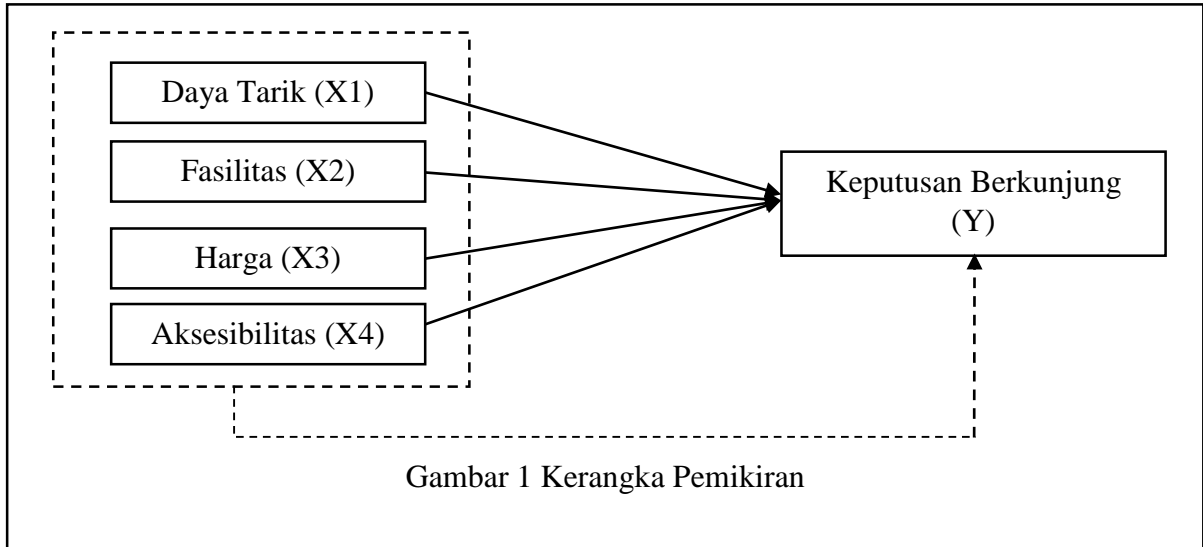 Daya Tarik (X1)
Fasilitas (X2)
Harga (X3)
Aksesibilitas (X4)
Keputusan Berkunjung
(Y)
Gambar 1 Kerangka Pemikiran